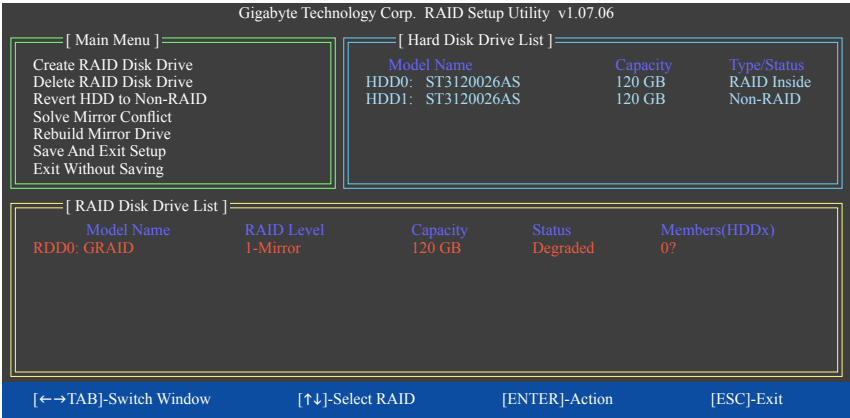 Gigabyte Technology Corp. RAID Setup Utility v1.07.06
[ Main Menu ]
Create RAID Disk Drive
Delete RAID Disk Drive
Revert HDD to Non-RAID
Solve Mirror Conflict
Rebuild Mirror Drive
Save And Exit Setup
Exit Without Saving
[ Hard Disk Drive List ]
Model Name Capacity Type/Status
HDD0: ST3120026AS 120 GB RAID Inside
HDD1: ST3120026AS 120 GB Non-RAID
[ RAID Disk Drive List ]
Model Name RAID Level Capacity Status Members(HDDx)
RDD0: GRAID 1-Mirror 120 GB Degraded 0?
[←→TAB]-Switch Window [↑↓]-Select RAID [ENTER]-Action [ESC]-Exit